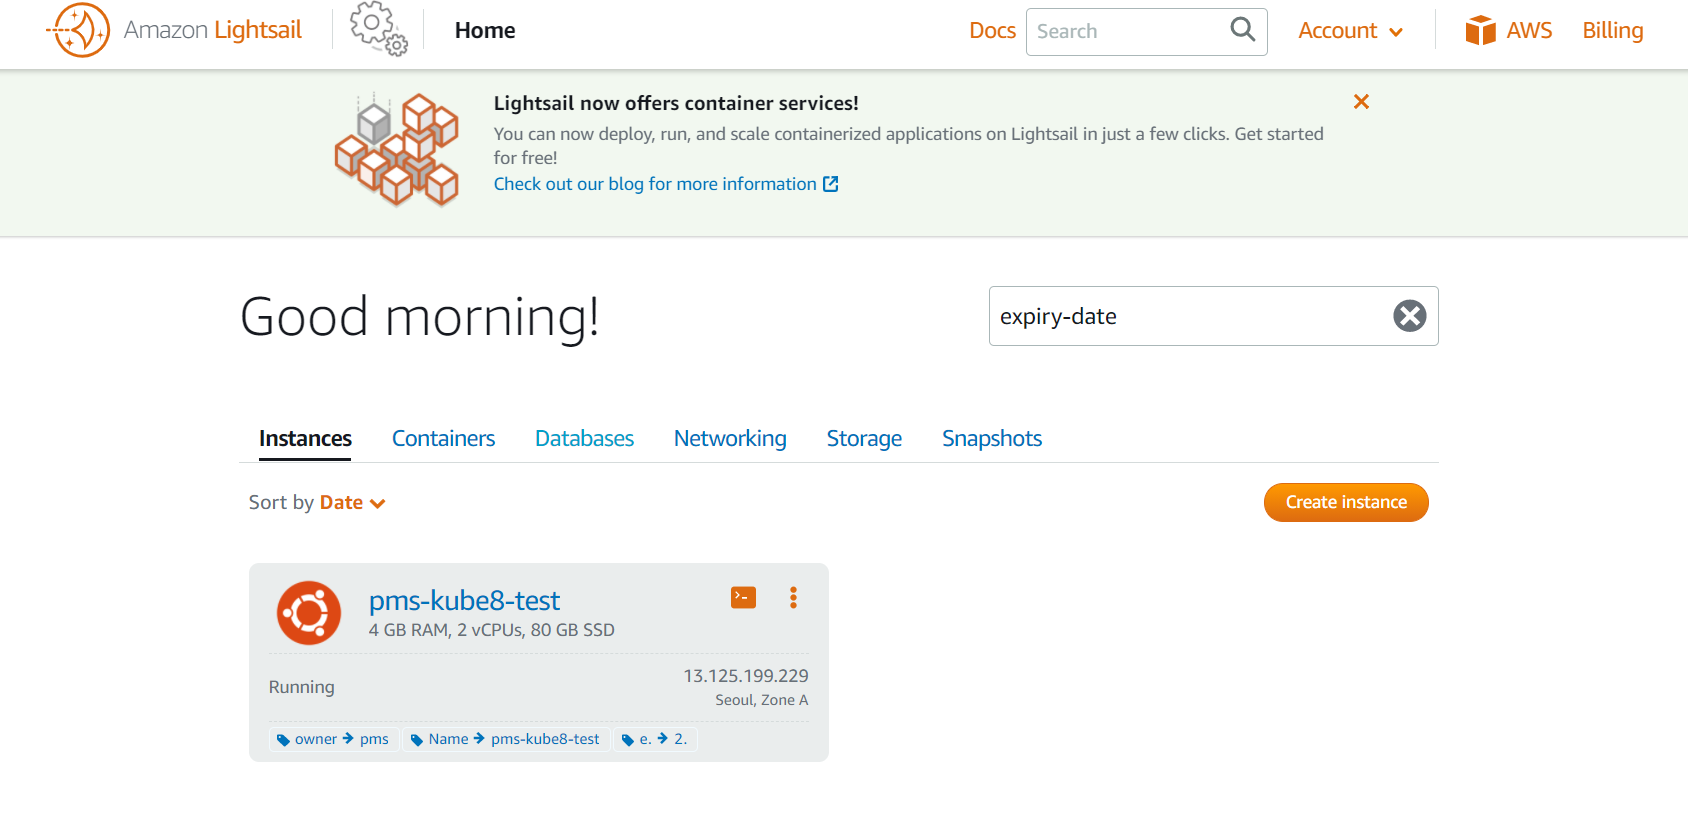 Amazon Lightsail
Home
Docs
Search
Account
AWS
Billing
Lightsail now offers container services!
You can now deploy, run, and scale containerized applications on Lightsail in just a few clicks. Get started
for free!
Check out our blog for more information
Good morning!
expiry-date
Instances
Containers
Databases
Networking
Storage
Snapshots
Sort by Date
Create instance
pms-kube8-test
4 GB RAM, 2 vCPUs, 80 GB SSD
Running
13.125.199.229
Seoul, Zone A
owner → pms
Name → pms-kube8-test
e. → 2.